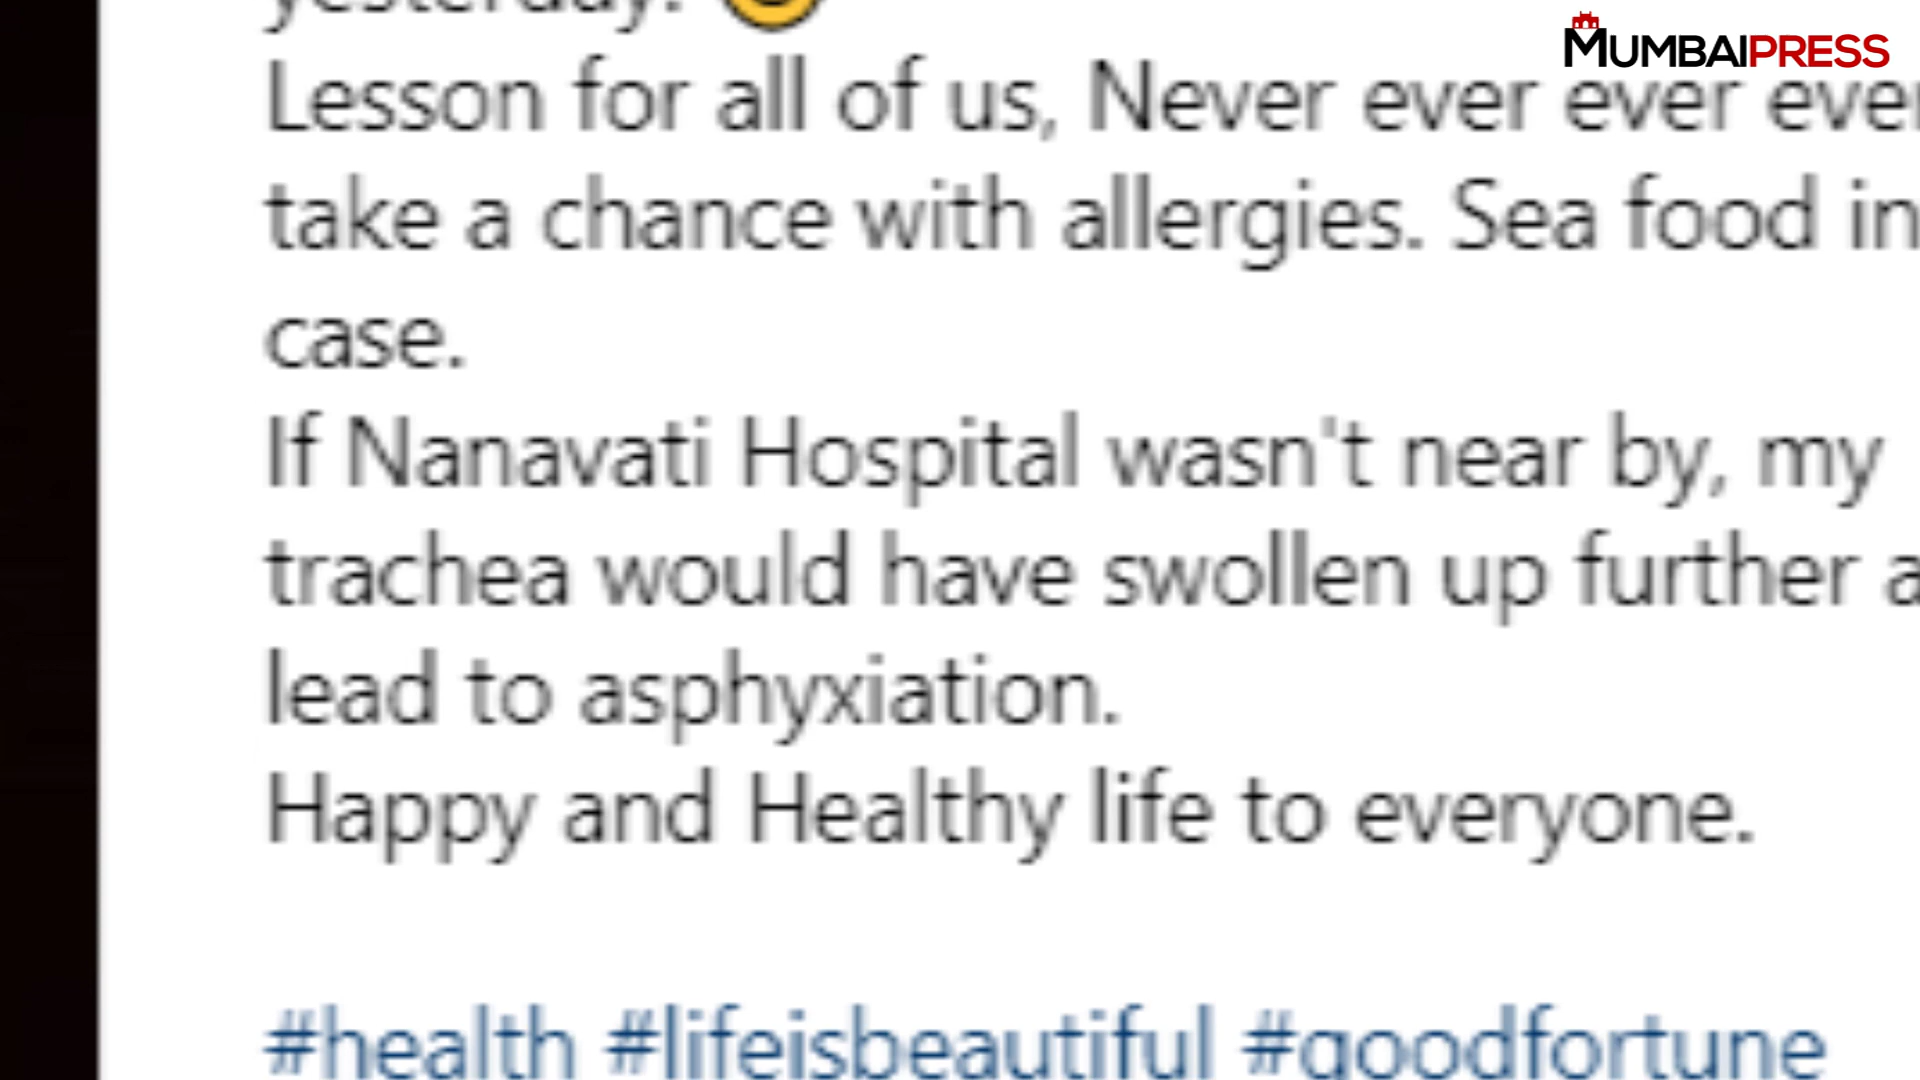 yesterday.
MUMBAIPRESS
Lesson for all of us, Never ever ever ever
take a chance with allergies. Sea food in
case.
If Nanavati Hospital wasn't near by, my
trachea would have swollen up further a
lead to asphyxiation.
Happy and Healthy life to everyone.
#health #lifeisbeautiful #goodfortune